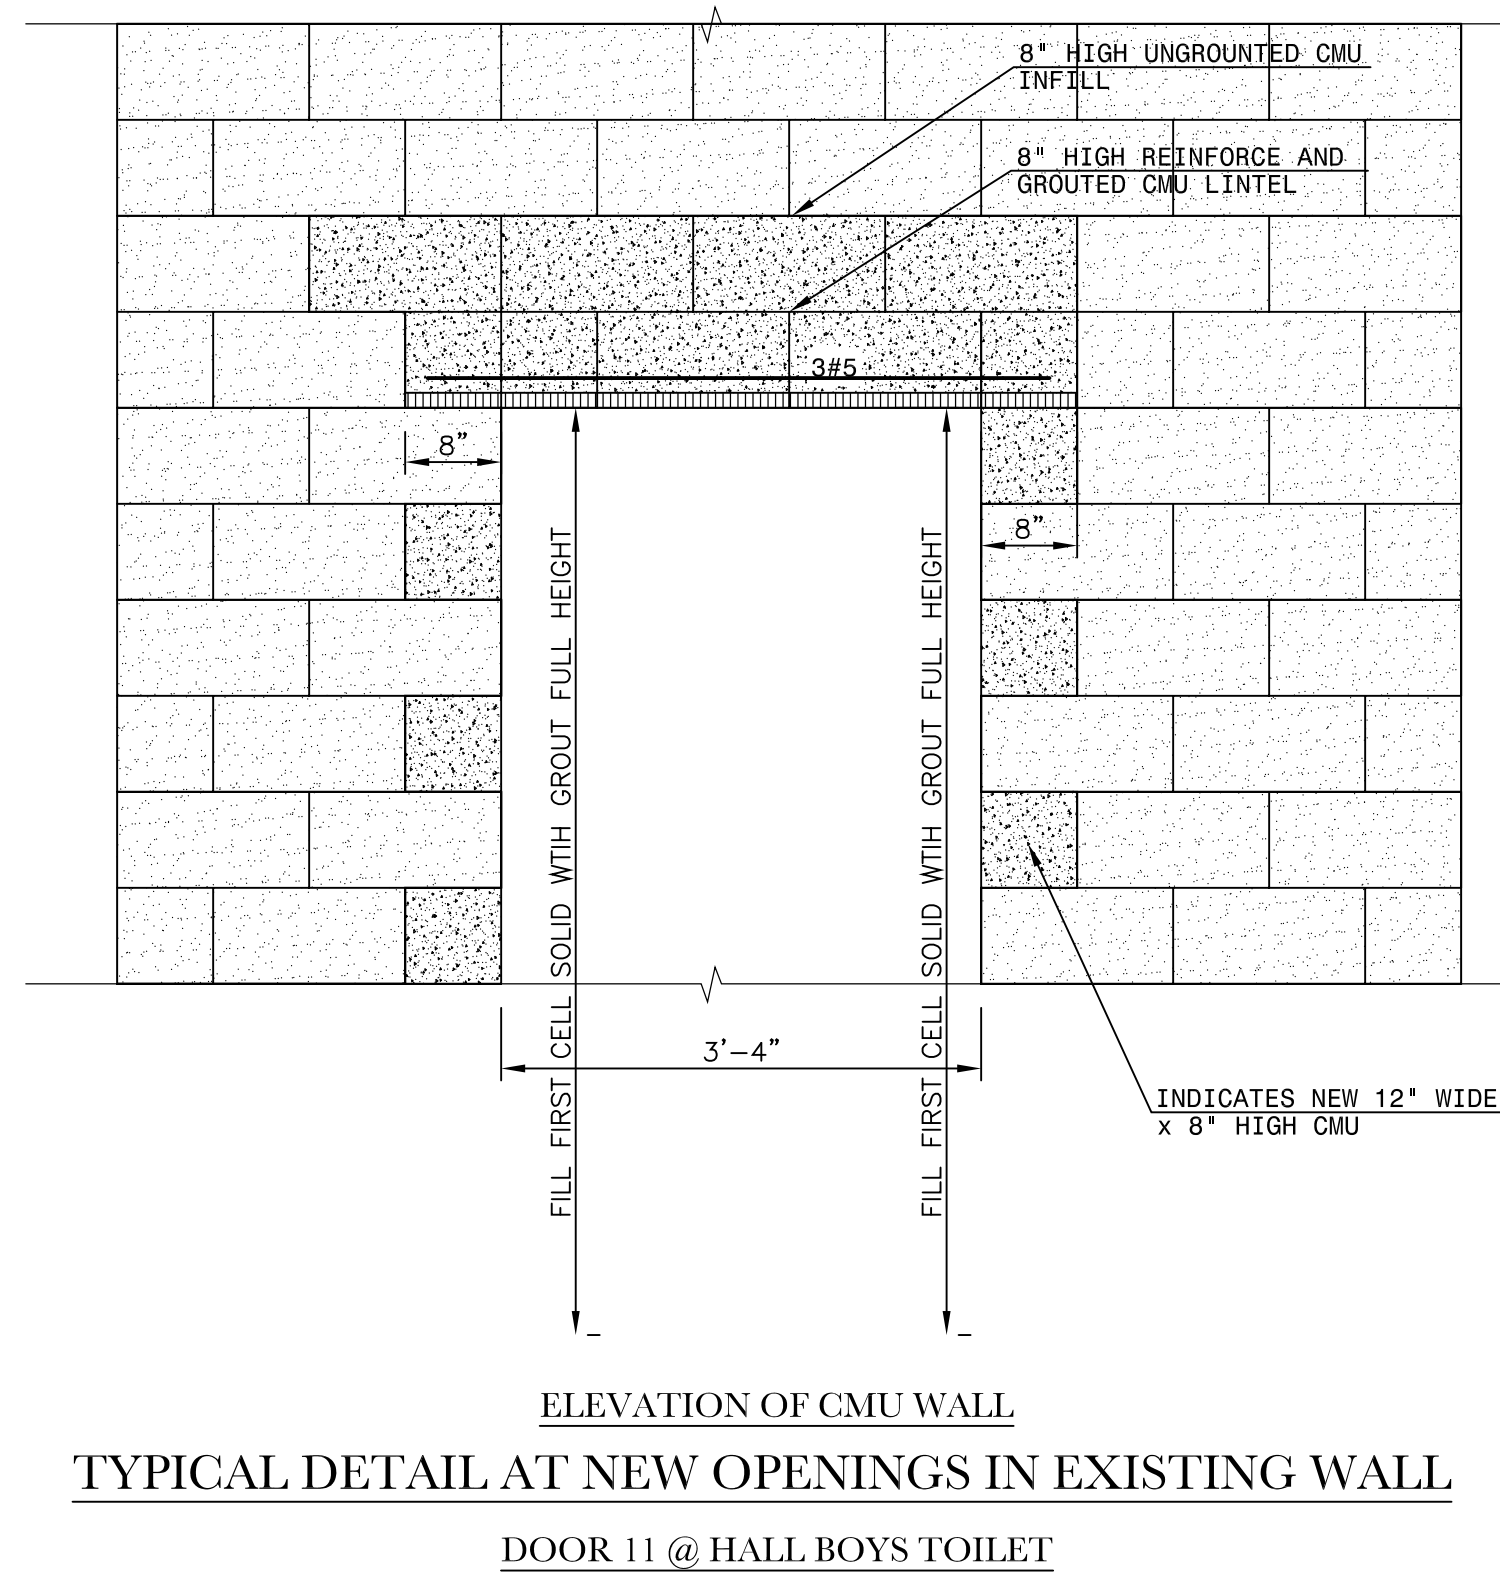 8" HIGH UNGROUNTED CMU
INFILL
8" HIGH REINFORCE AND
GROUTED CMU LINTEL
3#5
8”
8”
FILL FIRST CELL SOLID WTIH GROUT FULL HEIGHT
FILL FIRST CELL SOLID WTIH GROUT FULL HEIGHT
3’-4”
INDICATES NEW 12" WIDE
x 8" HIGH CMU
ELEVATION OF CMU WALL
TYPICAL DETAIL AT NEW OPENINGS IN EXISTING WALL
DOOR 11 @ HALL BOYS TOILET